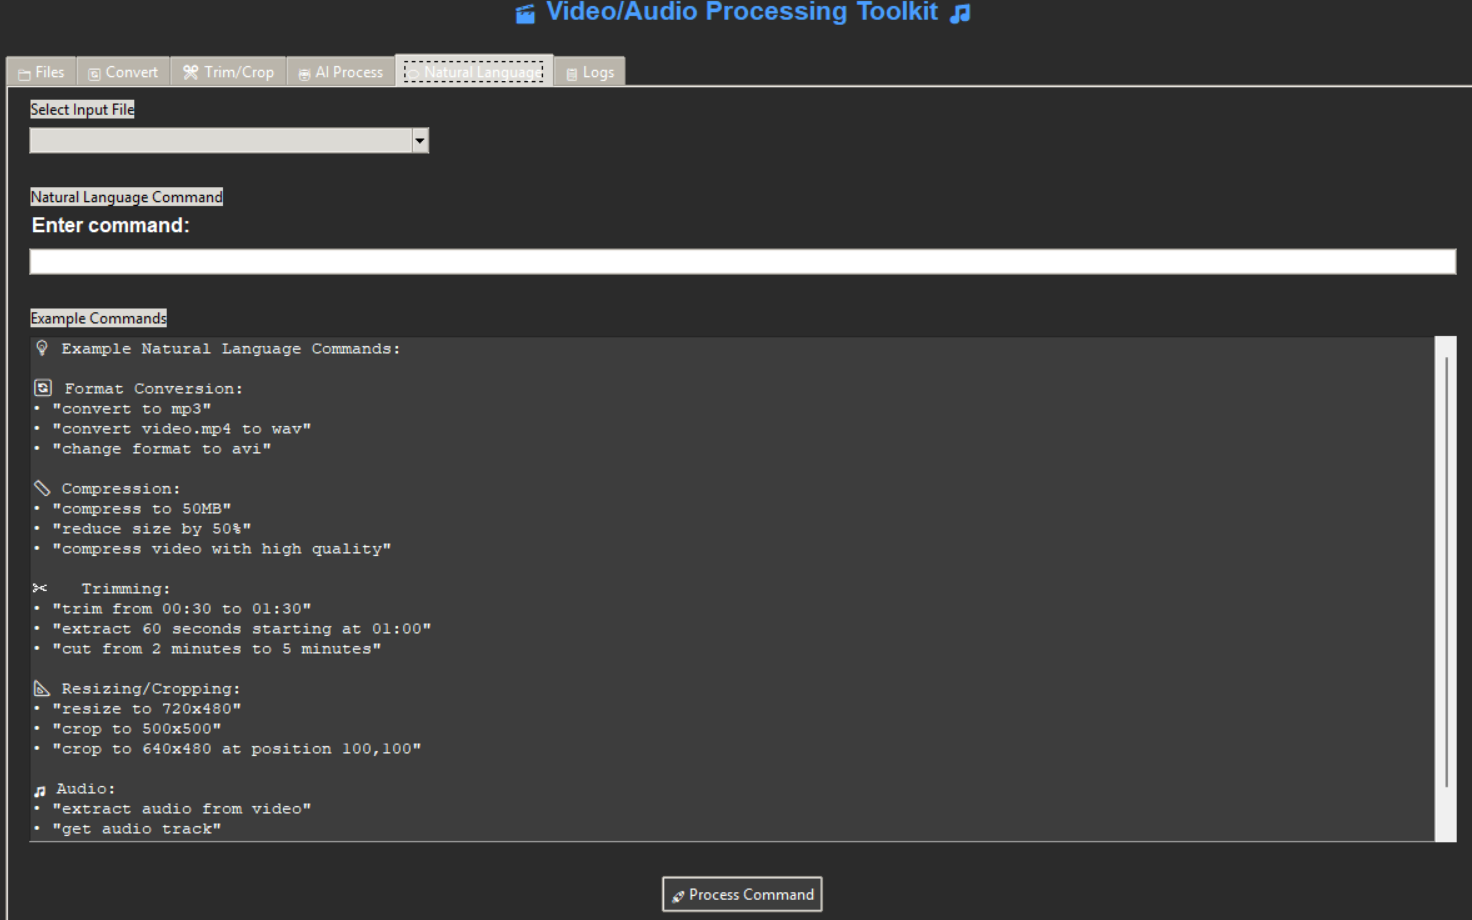 Video/Audio Processing Toolkit
Files
Convert
Trim/Crop
AI Process
Natural Language
Logs
Select Input File
Natural Language Command
Enter command:
Example Commands
Example Natural Language Commands:
Format Conversion:
• "convert to mp3"
• "convert video.mp4 to wav"
• "change format to avi"
Compression:
• "compress to 50MB"
• "reduce size by 50%"
• "compress video with high quality"
Trimming:
• "trim from 00:30 to 01:30"
• "extract 60 seconds starting at 01:00"
• "cut from 2 minutes to 5 minutes"
Resizing/Cropping:
• "resize to 720x480"
• "crop to 500x500"
• "crop to 640x480 at position 100,100"
Audio:
• "extract audio from video"
• "get audio track"
Process Command